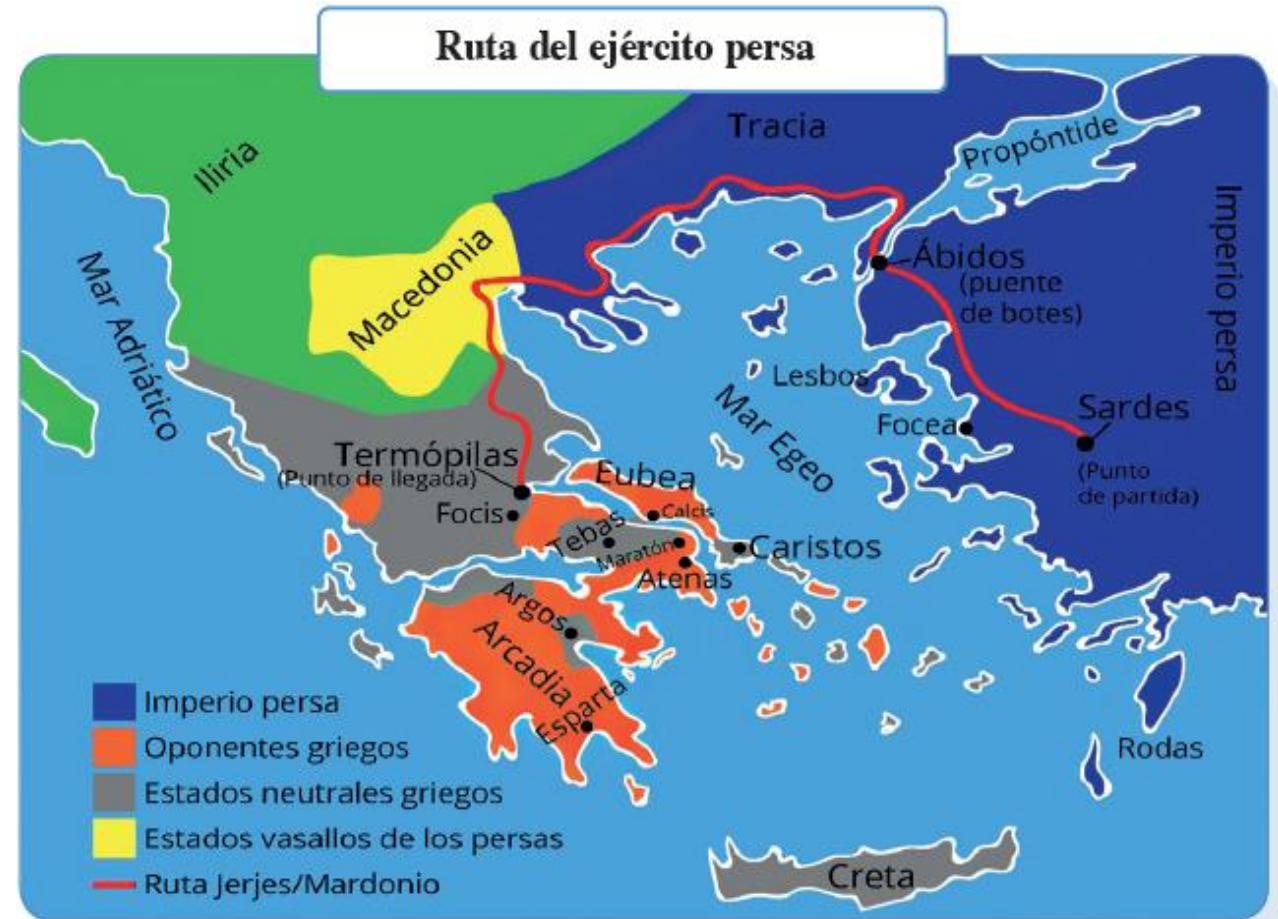 Ruta del ejército persa
Tracia
Propóntide
Iliria
Imperio persa
Macedonia
Ábidos
(puente
de botes)
Mar Adriático
Lesbos
Mar Egeo
Focea
Sardes
(Punto
de partida)
Termópilas
(Punto de llegada)
Eubea
Focis
Calcis
Tebas
Maratón
Caristos
Atenas
Argos
Arcadia
Esparta
Rodas
Creta
Imperio persa
Oponentes griegos
Estados neutrales griegos
Estados vasallos de los persas
Ruta Jerjes/Mardonio